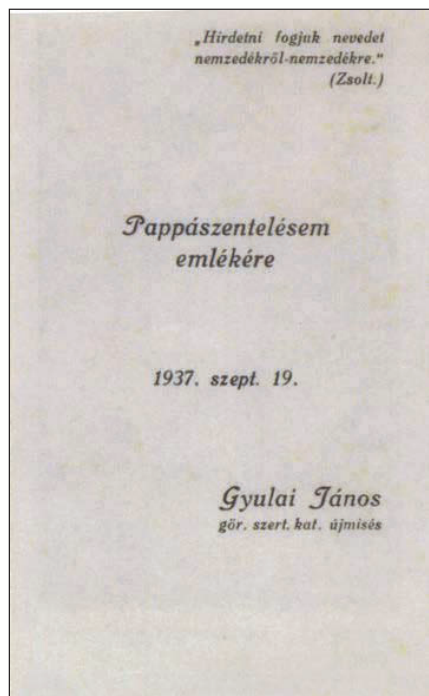 „Hirdetni fogjuk nevedet
nemzedékről-nemzedékre.“
(Zsolt.)
Pappászentelésem
emlékére
1937. szept. 19.
Gyulai János
gör. szert. kat. újmisés